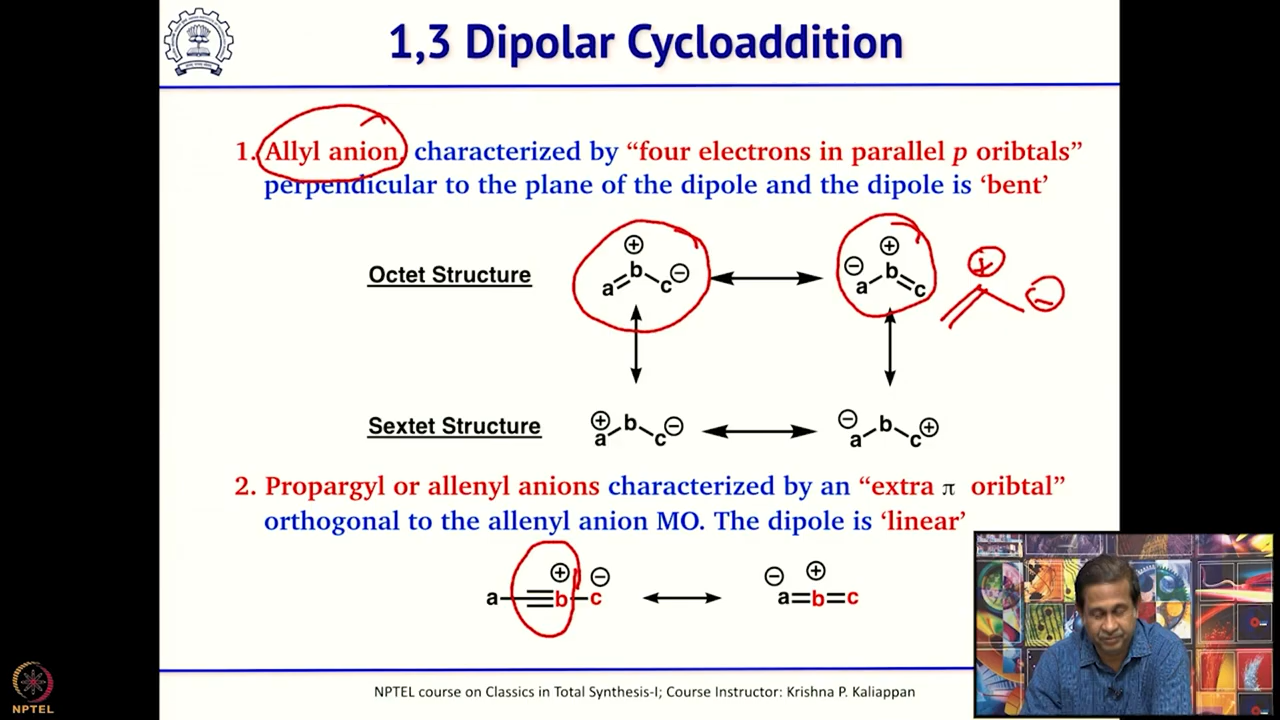 1,3 Dipolar Cycloaddition
1. Allyl anion, characterized by “four electrons in parallel p oribtals”
perpendicular to the plane of the dipole and the dipole is ‘bent’
Octet Structure
⊕ ⊖ ⊕
a=b-c ⊖ a-b=c
⊕ ⊖
Sextet Structure
⊕ a-b-c ⊖ ⊖ a-b-c ⊕
2. Propargyl or allenyl anions characterized by an “extra π oribtal”
orthogonal to the allenyl anion MO. The dipole is ‘linear’
⊕ ⊖ ⊖ ⊕
a-≡b-c a=b=c
NPTEL course on Classics in Total Synthesis-I; Course Instructor: Krishna P. Kaliappan
NPTEL